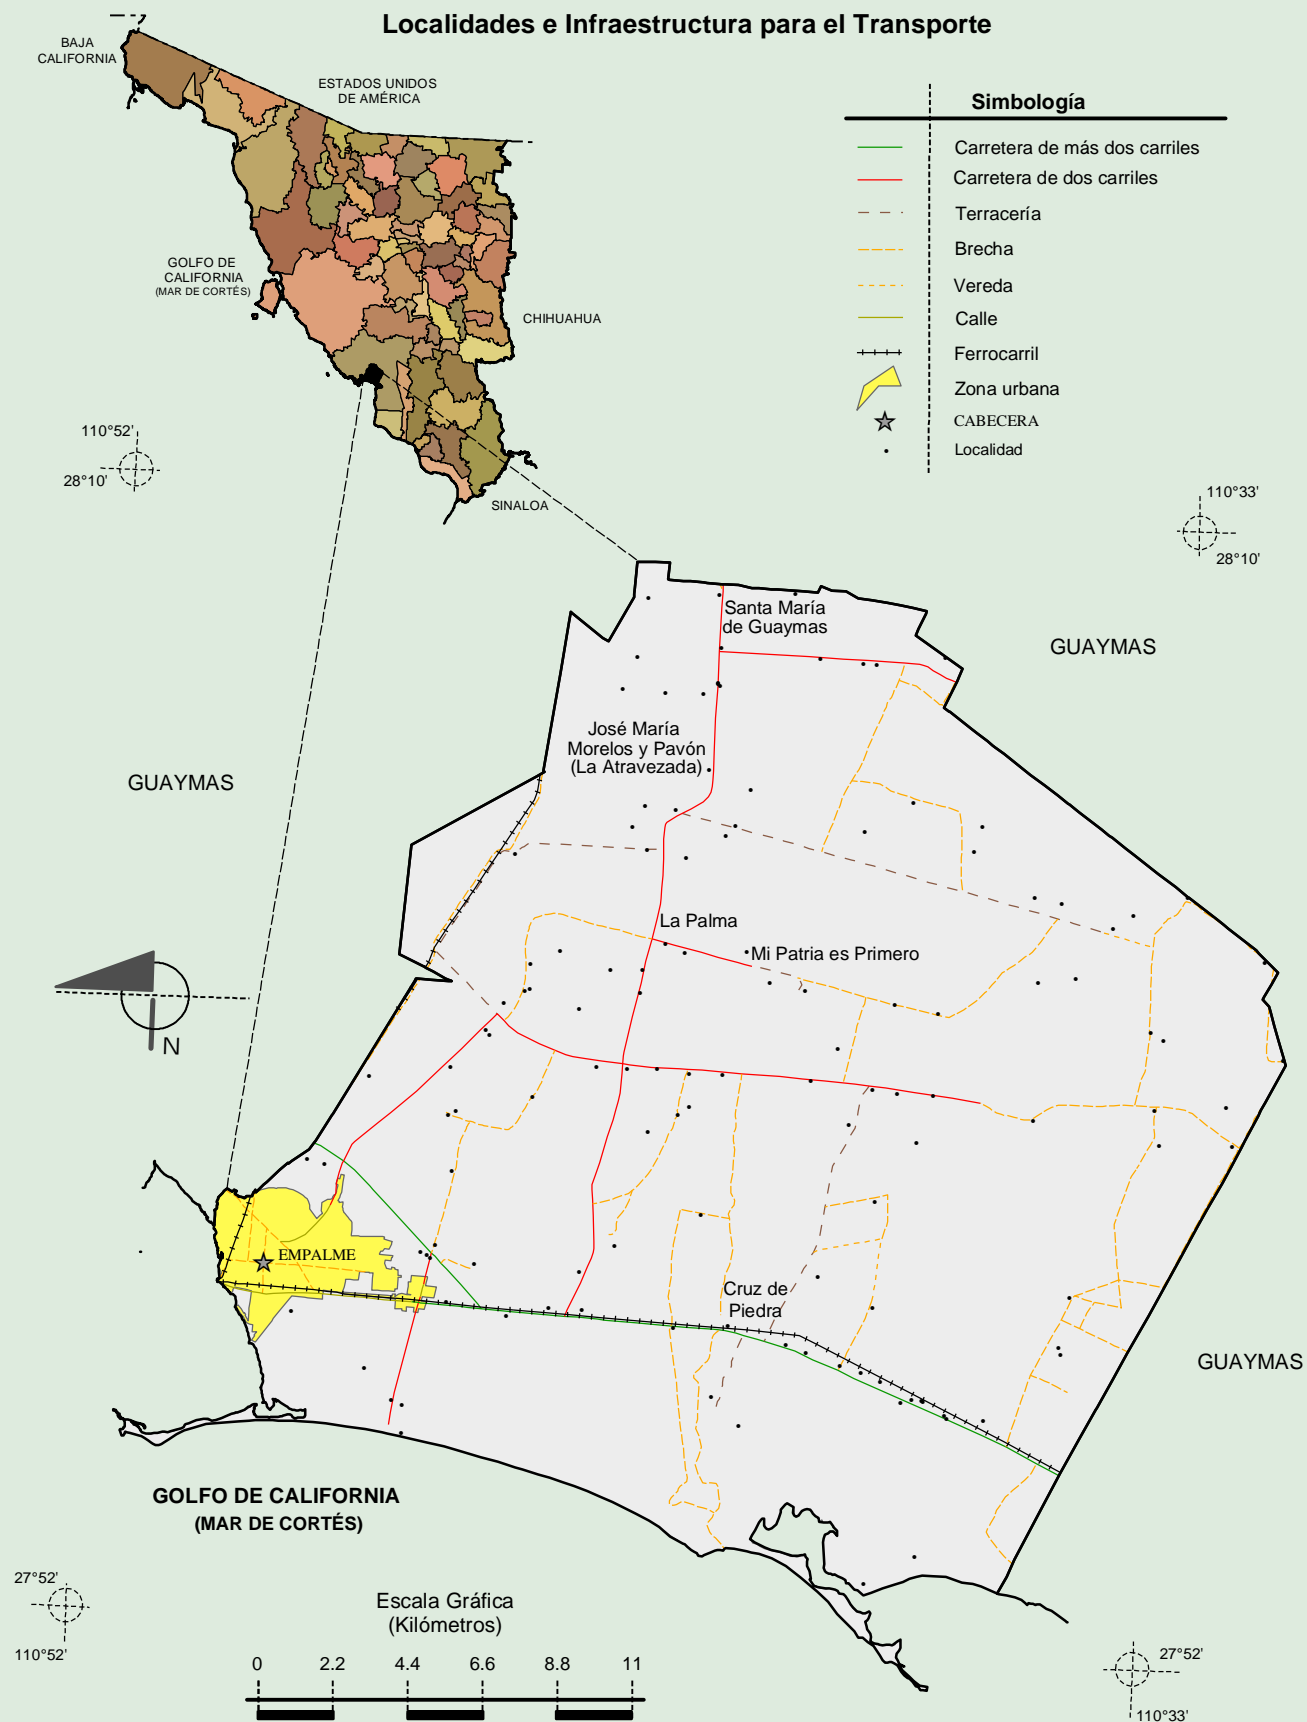 Localidades e Infraestructura para el Transporte
BAJA
CALIFORNIA
ESTADOS UNIDOS
DE AMÉRICA
GOLFO DE
CALIFORNIA
(MAR DE CORTÉS)
CHIHUAHUA
SINALOA
Simbología
Carretera de más dos carriles
Carretera de dos carriles
Terracería
Brecha
Vereda
Calle
Ferrocarril
Zona urbana
CABECERA
Localidad
110°52'
28°10'
110°33'
28°10'
Santa María
de Guaymas
GUAYMAS
José María
Morelos y Pavón
(La Atravezada)
GUAYMAS
La Palma
Mi Patria es Primero
N
EMPALME
Cruz de
Piedra
GUAYMAS
GOLFO DE CALIFORNIA
(MAR DE CORTÉS)
27°52'
110°52'
Escala Gráfica
(Kilómetros)
0 2.2 4.4 6.6 8.8 11
27°52'
110°33'